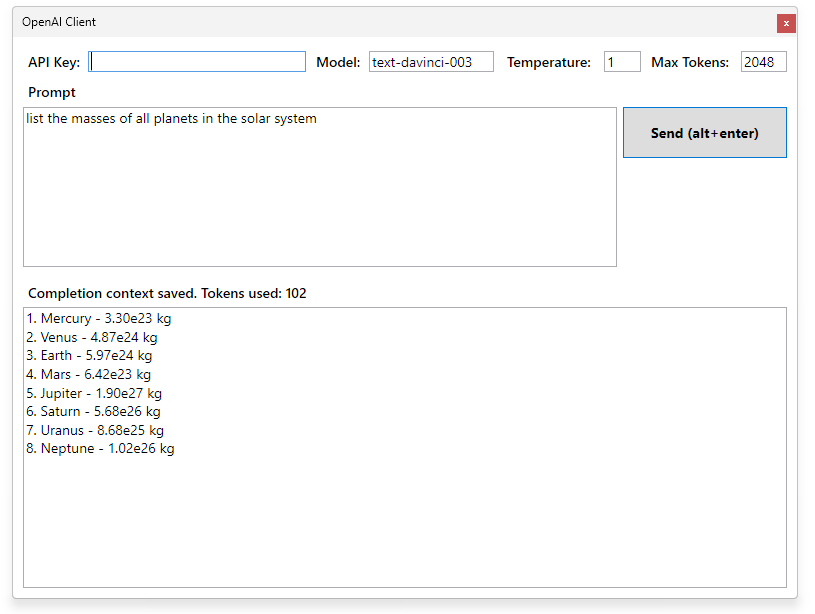 OpenAI Client
x
API Key: Model: text-davinci-003 Temperature: 1 Max Tokens: 2048
Prompt
list the masses of all planets in the solar system
Send (alt+enter)
Completion context saved. Tokens used: 102
1. Mercury - 3.30e23 kg
2. Venus - 4.87e24 kg
3. Earth - 5.97e24 kg
4. Mars - 6.42e23 kg
5. Jupiter - 1.90e27 kg
6. Saturn - 5.68e26 kg
7. Uranus - 8.68e25 kg
8. Neptune - 1.02e26 kg